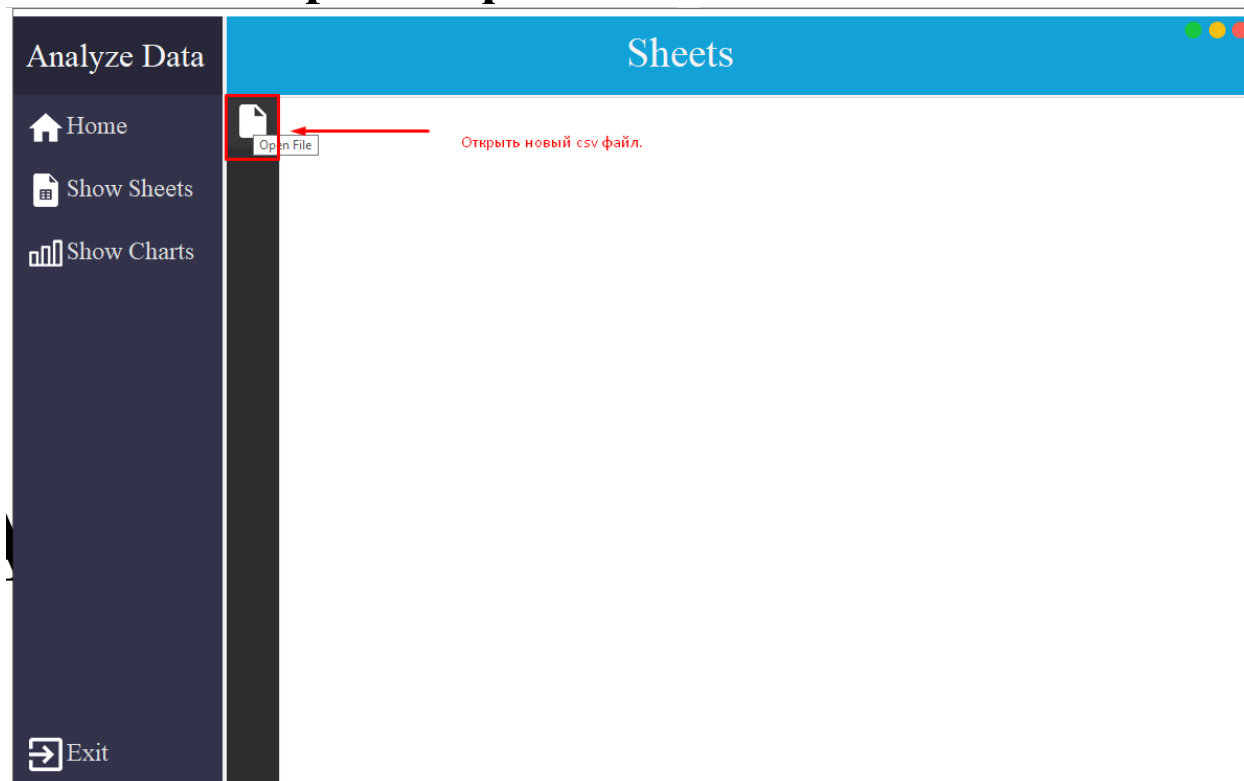 Analyze Data
Sheets
Home
Open File
Открыть новый csv файл.
Show Sheets
Show Charts
Exit